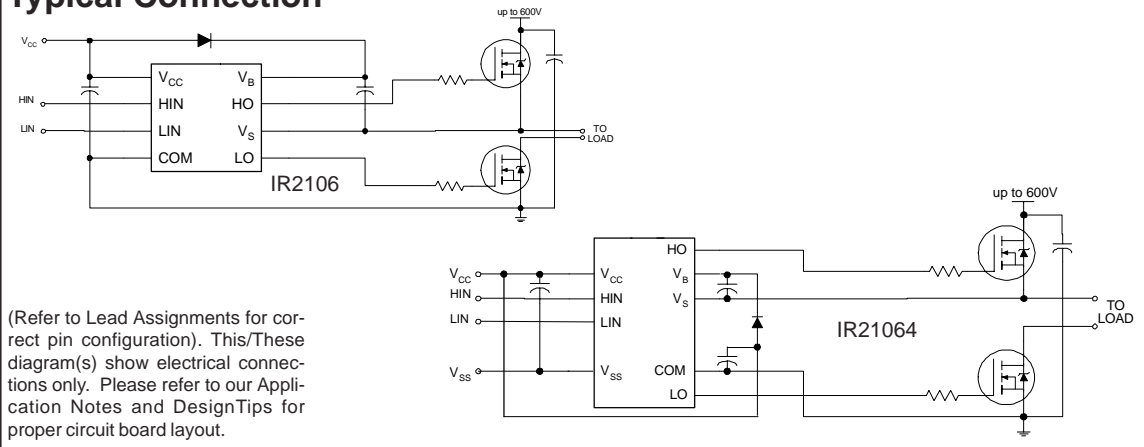 Typical Connection
up to 600V
VCC
VCC
VB
HIN
HIN
HO
LIN
LIN
VS
TO
LOAD
COM
LO
IR2106
up to 600V
HO
VCC
VCC
VB
HIN
HIN
VS
TO
LOAD
LIN
LIN
IR21064
VSS
VSS
COM
LO
(Refer to Lead Assignments for cor-
rect pin configuration). This/These
diagram(s) show electrical connec-
tions only. Please refer to our Appli-
cation Notes and DesignTips for
proper circuit board layout.